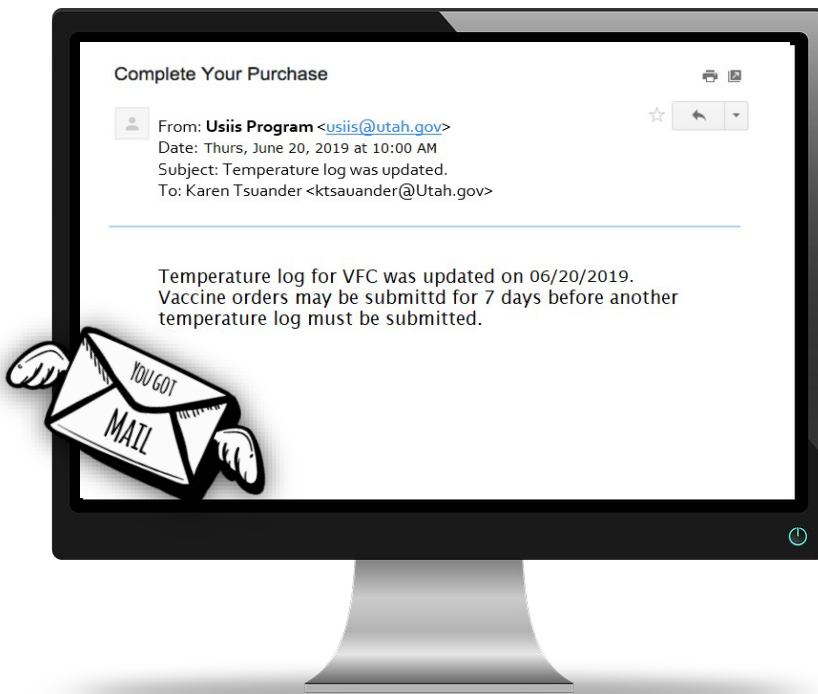 Complete Your Purchase
From: Usiis Program <usiis@utah.gov>
Date: Thurs, June 20, 2019 at 10:00 AM
Subject: Temperature log was updated.
To: Karen Tsuander <ktsauander@Utah.gov>
Temperature log for VFC was updated on 06/20/2019.
Vaccine orders may be submittd for 7 days before another
temperature log must be submitted.
YOU GOT
MAIL